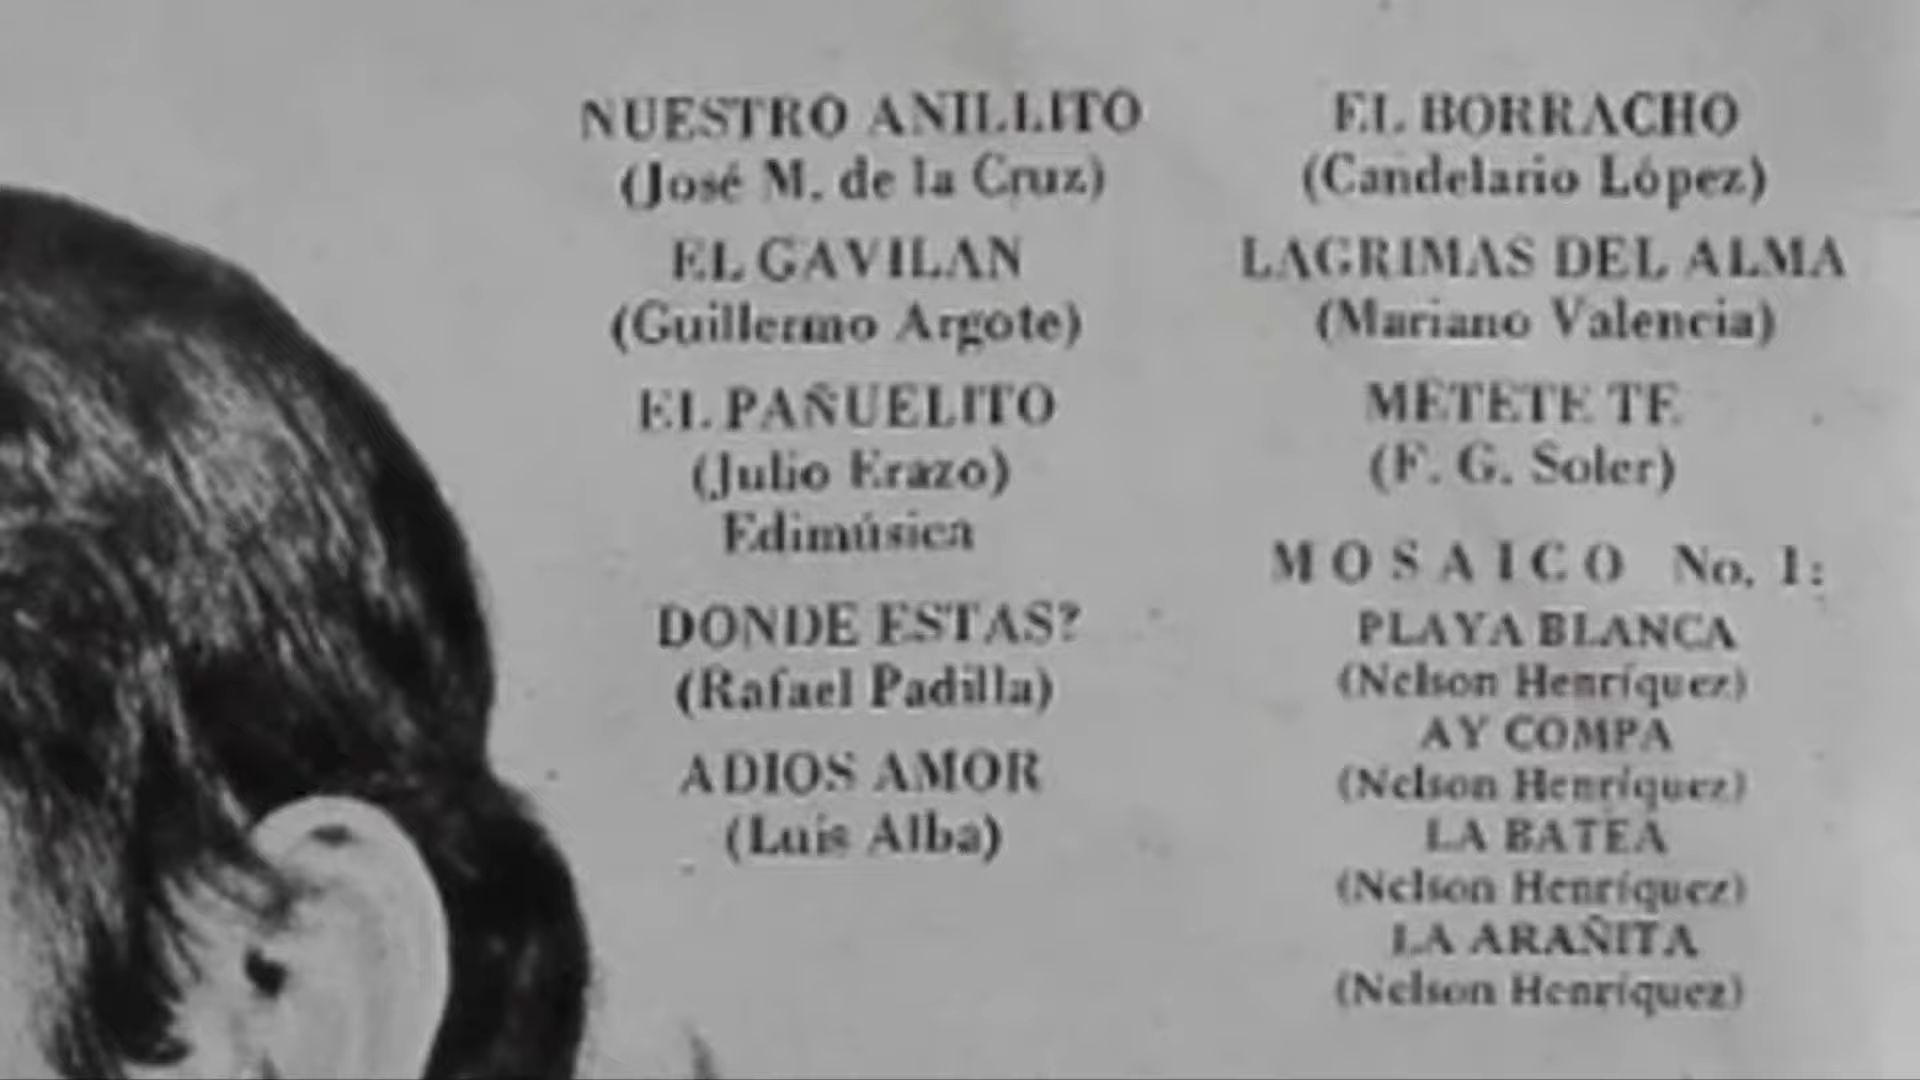 NUESTRO ANILLITO
(José M. de la Cruz)
EL GAVILAN
(Guillermo Argote)
EL PAÑUELITO
(Julio Erazo)
Edimúsica
DONDE ESTAS?
(Rafael Padilla)
ADIOS AMOR
(Luis Alba)
EL BORRACHO
(Candelario López)
LAGRIMAS DEL ALMA
(Mariano Valencia)
METETE TE
(F. G. Soler)
MOSAICO No. 1:
PLAYA BLANCA
(Nelson Henríquez)
AY COMPA
(Nelson Henríquez)
LA BATEA
(Nelson Henríquez)
LA ARAÑITA
(Nelson Henríquez)